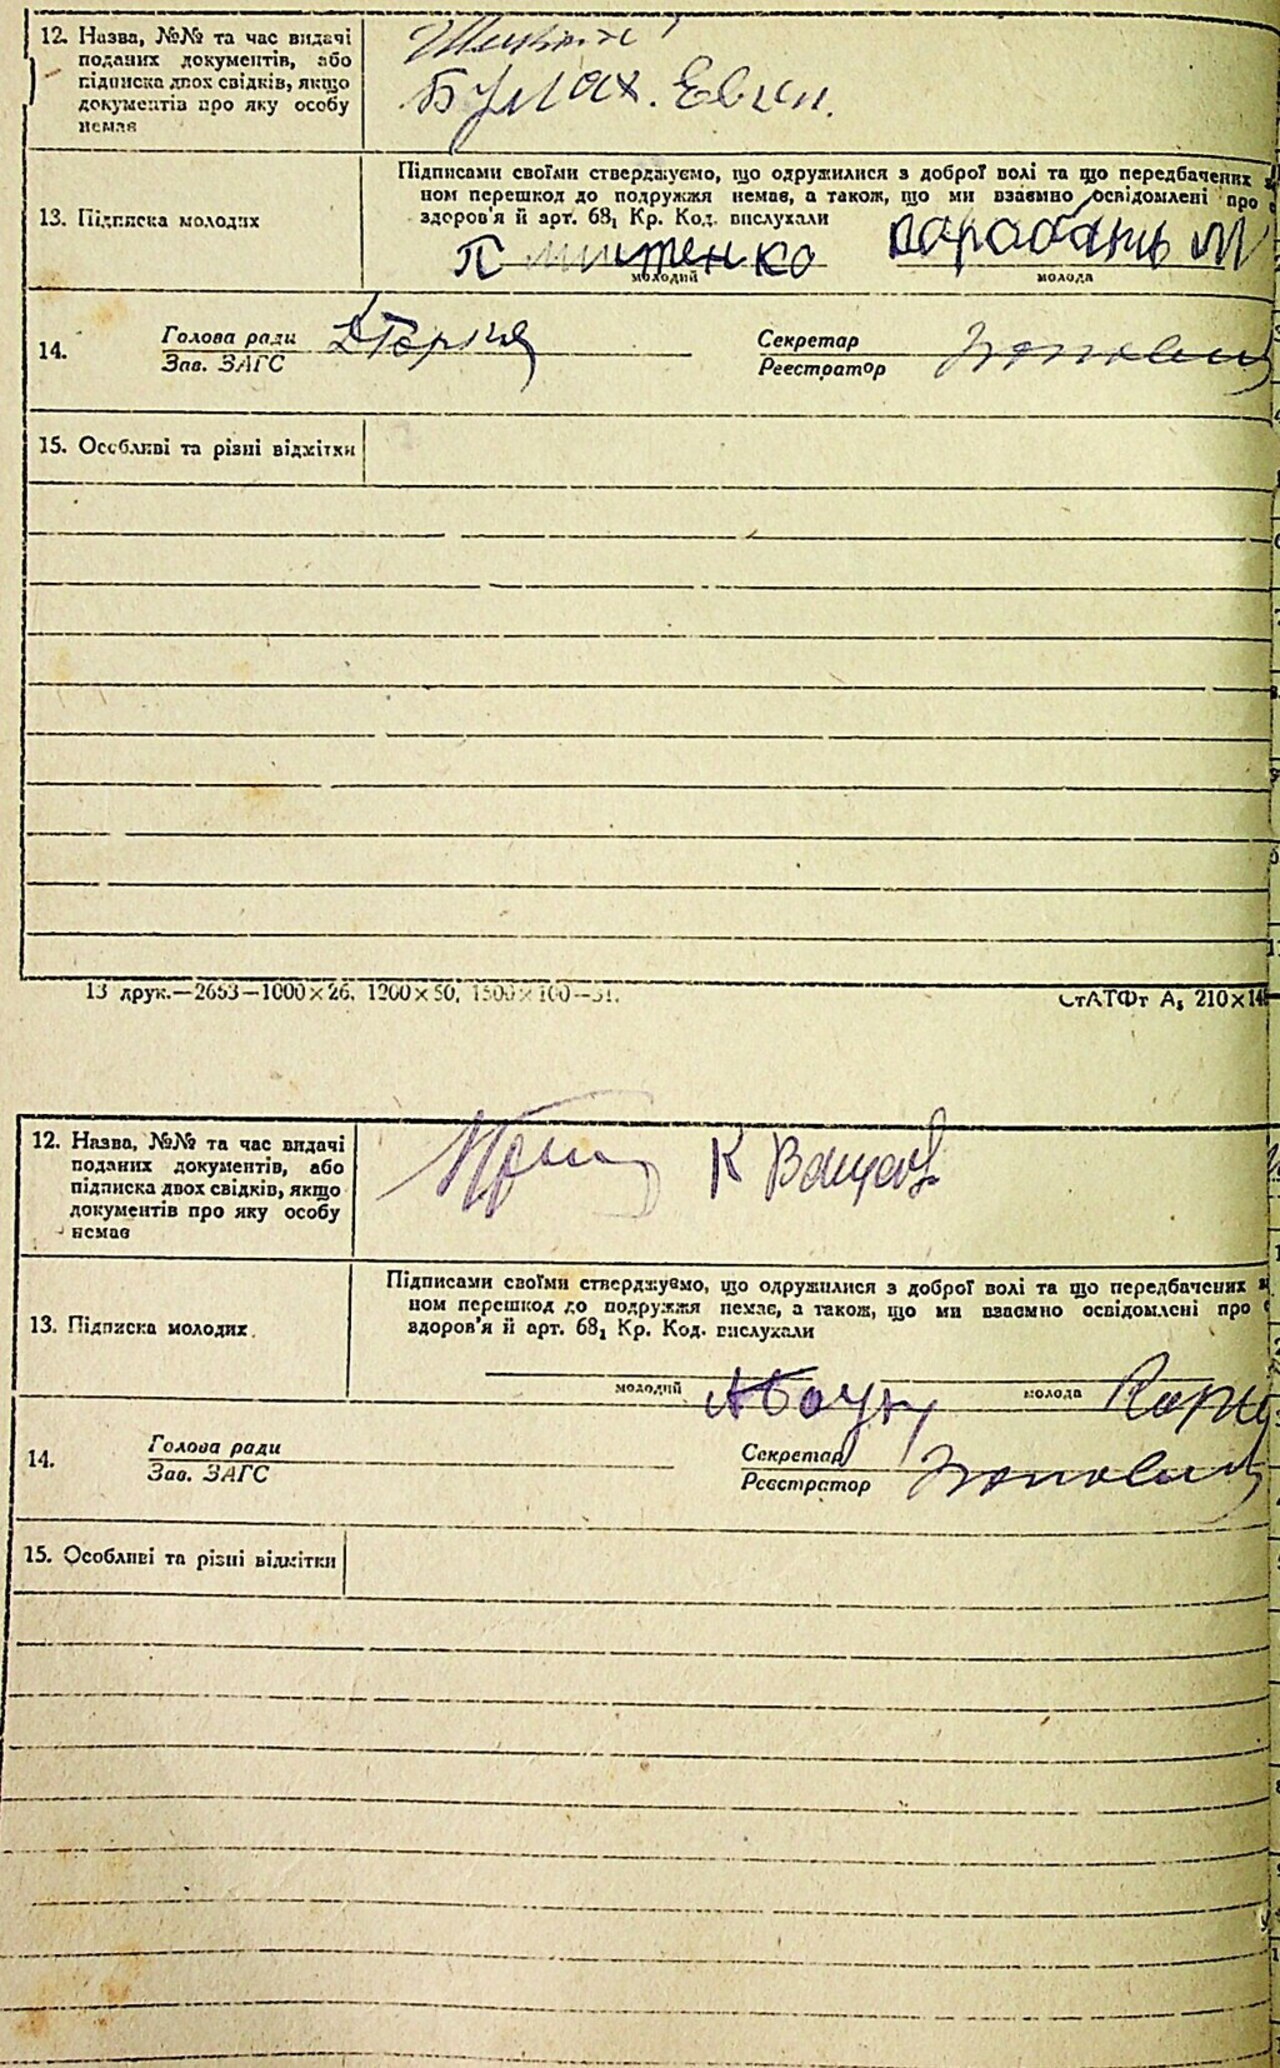 12. Назва, №№ та час видачі
поданих документів, або
підписка двох свідків, якщо
документів про яку особу
немає
Булах. Евген.
13. Підписка молодих
Підписами своїми стверджуємо, що одружилися з доброї волі та що передбачених
ном перешкод до подружжя немає, а також, що ми взаємно освідомлені про
здоров'я й арт. 68, Кр. Код. вислухали
молодий
Барабаньь М
молода
14.
Голова ради
Зав. ЗАГС
Секретар
Реєстратор
15. Особливі та різні відмітки
13 друк.—2653—1000×26. 1200×50, 1500×100—31.
СтАТФт А₅ 210×14
12. Назва, №№ та час видачі
поданих документів, або
підписка двох свідків, якщо
документів про яку особу
немає
К
13. Підписка молодих
Підписами своїми стверджуємо, що одружилися з доброї волі та що передбачених
ном перешкод до подружжя немає, а також, що ми взаємно освідомлені про
здоров'я й арт. 68, Кр. Код. вислухали
молодий
молода
14.
Голова ради
Зав. ЗАГС
Секретар
Реєстратор
15. Особливі та різні відмітки